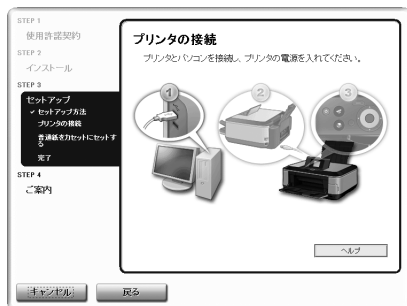 STEP 1
使用許諾契約
STEP 2
インストール
STEP 3
セットアップ
✓ セットアップ方法
プリンタの接続
普通紙をカセットにセットす
る
完了
STEP 4
ご案内
プリンタの接続
プリンタとパソコンを接続し、プリンタの電源を入れてください。
1
2
3
ヘルプ
キャンセル
戻る